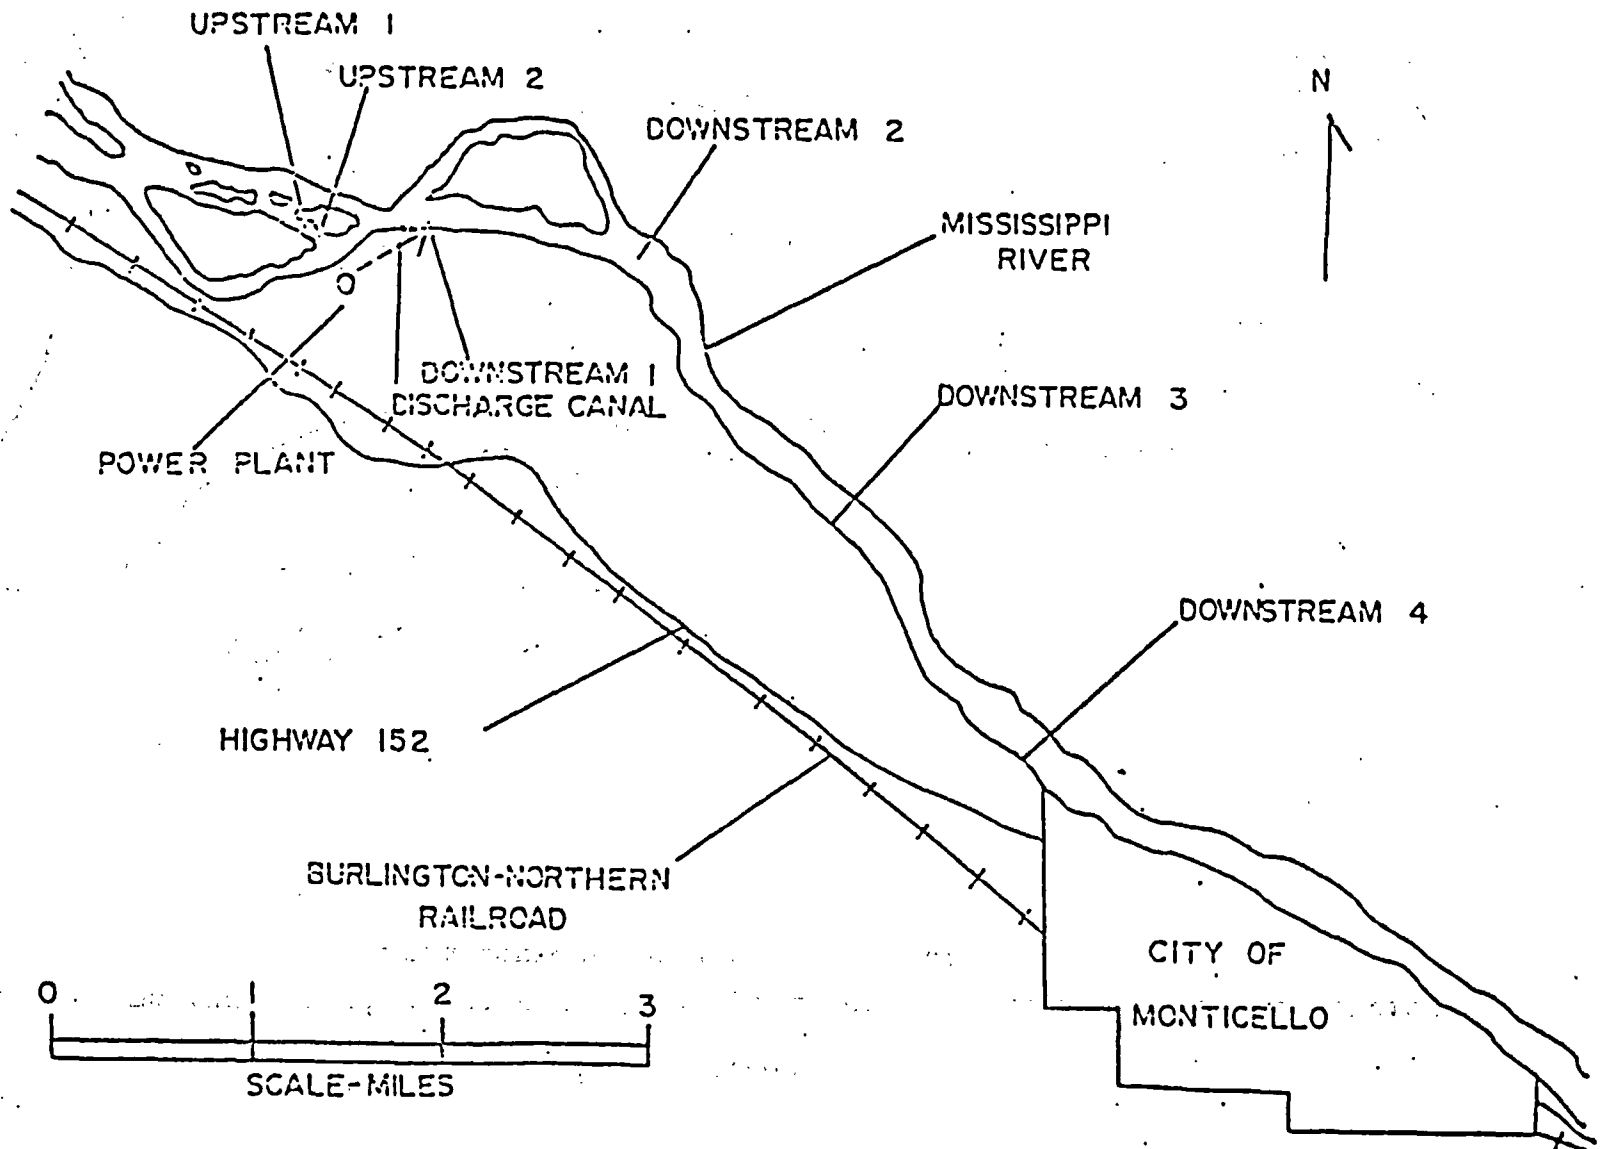 UPSTREAM 1
UPSTREAM 2
N
DOWNSTREAM 2
MISSISSIPPI
RIVER
DOWNSTREAM 1
DISCHARGE CANAL
DOWNSTREAM 3
POWER PLANT
DOWNSTREAM 4
HIGHWAY 152
BURLINGTON-NORTHERN
RAILROAD
CITY OF
MONTICELLO
0 1 2 3
SCALE-MILES